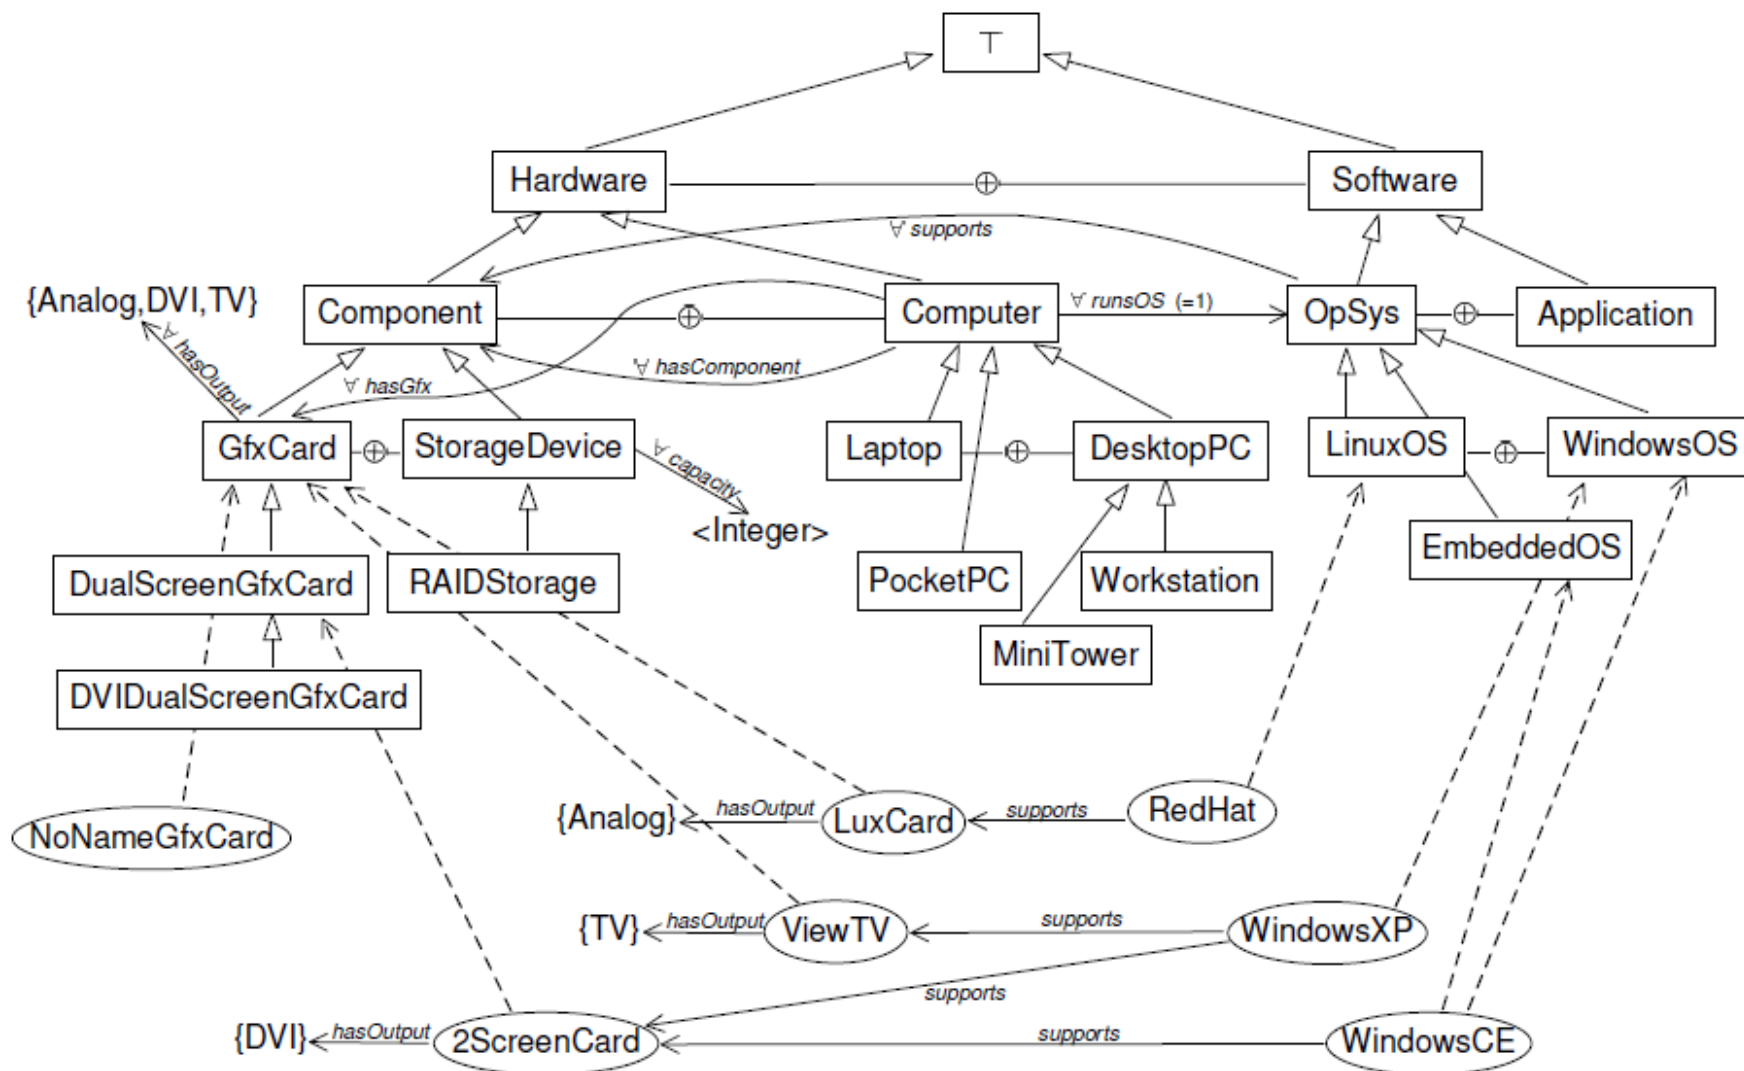 ⊤
Hardware
⊕
Software
∀ supports
{Analog,DVI,TV}
Component
⊕
Computer
∀ runsOS (=1)
OpSys
⊕
Application
∀ hasOutput
∀ hasGfx
∀ hasComponent
GfxCard
⊕
StorageDevice
∀ capacity
Laptop
⊕
DesktopPC
LinuxOS
⊕
WindowsOS
<Integer>
EmbeddedOS
DualScreenGfxCard
RAIDStorage
PocketPC
Workstation
MiniTower
DVIDualScreenGfxCard
NoNameGfxCard
{Analog}
hasOutput
LuxCard
supports
RedHat
{TV}
hasOutput
ViewTV
supports
WindowsXP
supports
{DVI}
hasOutput
2ScreenCard
supports
WindowsCE